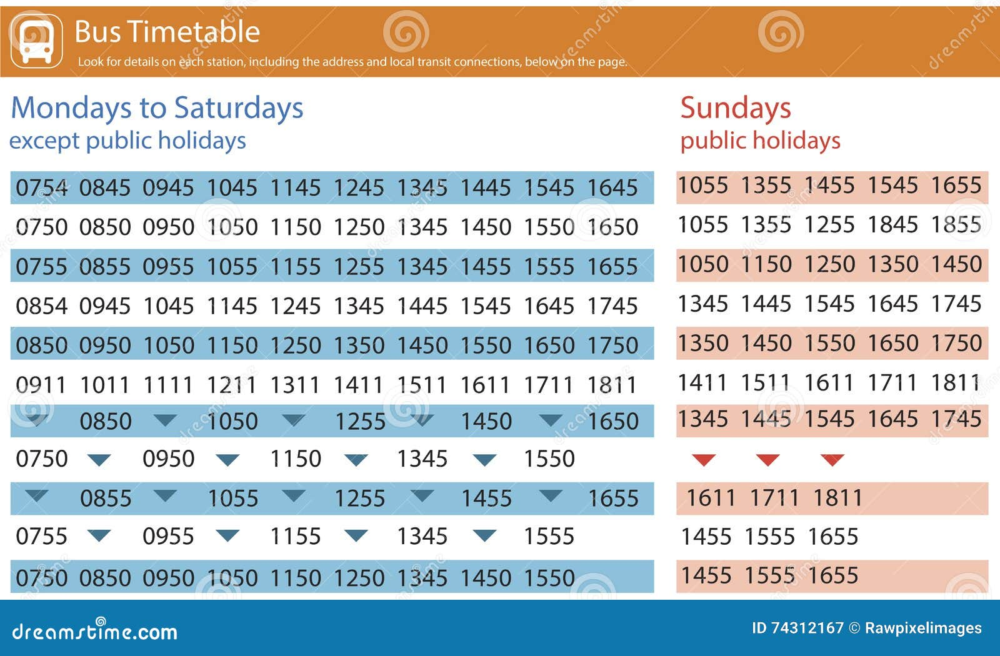 Bus Timetable
Look for details on each station, including the address and local transit connections, below on the page.
Mondays to Saturdays
except public holidays
0754 0845 0945 1045 1145 1245 1345 1445 1545 1645
0750 0850 0950 1050 1150 1250 1345 1450 1550 1650
0755 0855 0955 1055 1155 1255 1345 1455 1555 1655
0854 0945 1045 1145 1245 1345 1445 1545 1645 1745
0850 0950 1050 1150 1250 1350 1450 1550 1650 1750
0911 1011 1111 1211 1311 1411 1511 1611 1711 1811
0850 1050 1255 1450 1650
0750 0950 1150 1345 1550
0855 1055 1255 1455 1655
0755 0955 1155 1345 1555
0750 0850 0950 1050 1150 1250 1345 1450 1550
Sundays
public holidays
1055 1355 1455 1545 1655
1055 1355 1255 1845 1855
1050 1150 1250 1350 1450
1345 1445 1545 1645 1745
1350 1450 1550 1650 1750
1411 1511 1611 1711 1811
1345 1445 1545 1645 1745
1611 1711 1811
1455 1555 1655
1455 1555 1655
dreamstime.com
ID 74312167 © Rawpixelimages